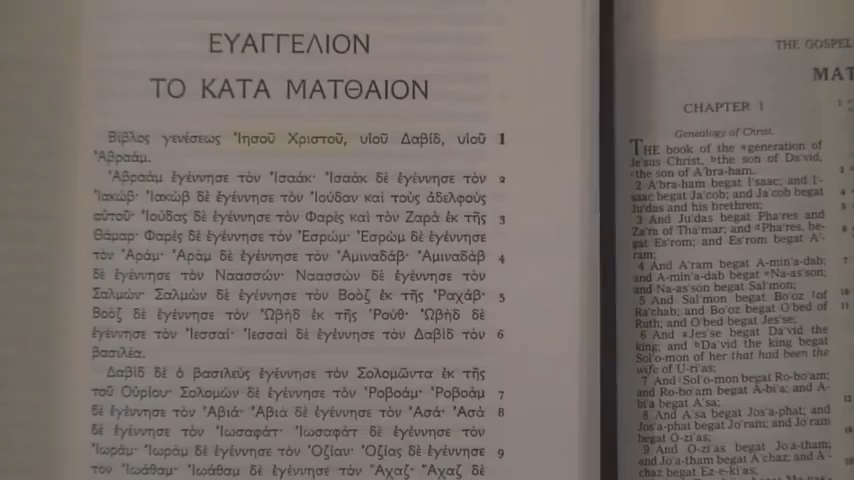 ΕΥΑΓΓΕΛΙΟΝ
ΤΟ ΚΑΤΑ ΜΑΤΘΑΙΟΝ
Βίβλος γενέσεως Ἰησοῦ Χριστοῦ, υἱοῦ Δαβίδ, υἱοῦ 1
Ἀβραάμ.
Ἀβραὰμ ἐγέννησε τὸν Ἰσαάκ· Ἰσαὰκ δὲ ἐγέννησε τὸν 2
Ἰακώβ· Ἰακὼβ δὲ ἐγέννησε τὸν Ἰούδαν καὶ τοὺς ἀδελφοὺς
αὐτοῦ· Ἰούδας δὲ ἐγέννησε τὸν Φαρὲς καὶ τὸν Ζαρὰ ἐκ τῆς 3
Θάμαρ· Φαρὲς δὲ ἐγέννησε τὸν Ἐσρώμ· Ἐσρὼμ δὲ ἐγέννησε
τὸν Ἀράμ· Ἀρὰμ δὲ ἐγέννησε τὸν Ἀμιναδάβ· Ἀμιναδὰβ 4
δὲ ἐγέννησε τὸν Ναασσών· Ναασσὼν δὲ ἐγέννησε τὸν
Σαλμών· Σαλμὼν δὲ ἐγέννησε τὸν Βοὸζ ἐκ τῆς Ῥαχάβ· 5
Βοὸζ δὲ ἐγέννησε τὸν Ὠβὴδ ἐκ τῆς Ῥούθ· Ὠβὴδ δὲ
ἐγέννησε τὸν Ἰεσσαί· Ἰεσσαὶ δὲ ἐγέννησε τὸν Δαβὶδ τὸν 6
βασιλέα.
Δαβὶδ δὲ ὁ βασιλεὺς ἐγέννησε τὸν Σολομῶντα ἐκ τῆς
τοῦ Οὐρίου· Σολομὼν δὲ ἐγέννησε τὸν Ῥοβοάμ· Ῥοβοὰμ 7
δὲ ἐγέννησε τὸν Ἀβιά· Ἀβιὰ δὲ ἐγέννησε τὸν Ἀσά· Ἀσὰ 8
δὲ ἐγέννησε τὸν Ἰωσαφάτ· Ἰωσαφὰτ δὲ ἐγέννησε τὸν
Ἰωράμ· Ἰωρὰμ δὲ ἐγέννησε τὸν Ὀζίαν· Ὀζίας δὲ ἐγέννησε 9
τὸν Ἰωάθαμ· Ἰωάθαμ δὲ ἐγέννησε τὸν Ἄχαζ· Ἄχαζ δὲ
THE GOSPEL
MAT
CHAPTER 1
Genealogy of Christ.
THE book of the generation of
Je'sus Christ, the son of Da'vid,
the son of A'bra-ham.
2 A'bra-ham begat I'saac; and I'-
saac begat Ja'cob; and Ja'cob begat
Ju'das and his brethren;
3 And Ju'das begat Pha'res and
Za'ra of Tha'mar; and Pha'res be-
gat Es'rom; and Es'rom begat A'-
ram;
4 And A'ram begat A-min'a-dab;
and A-min'a-dab begat Na-as'son;
and Na-as'son begat Sal'mon;
5 And Sal'mon begat Bo'oz of
Ra'chab; and Bo'oz begat O'bed of
Ruth; and O'bed begat Jes'se;
6 And Jes'se begat Da'vid the
king; and Da'vid the king begat
Sol'o-mon of her that had been the
wife of U-ri'as;
7 And Sol'o-mon begat Ro-bo'am;
and Ro-bo'am begat A-bi'a; and A-
bi'a begat A'sa;
8 And A'sa begat Jos'a-phat; and
Jos'a-phat begat Jo'ram; and Jo'ram
begat O-zi'as;
9 And O-zi'as begat Jo'a-tham;
and Jo'a-tham begat A'chaz; and A'-
chaz begat Ez-e-ki'as;